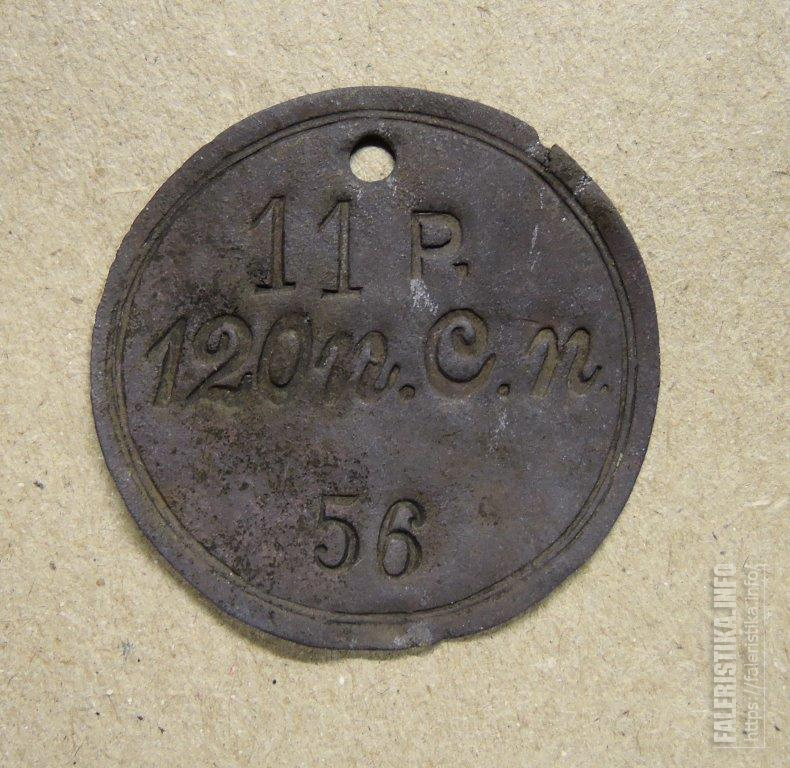 11 Р.
120 п. С. п.
56
FALERISTIKA.INFO
https://faleristika.info